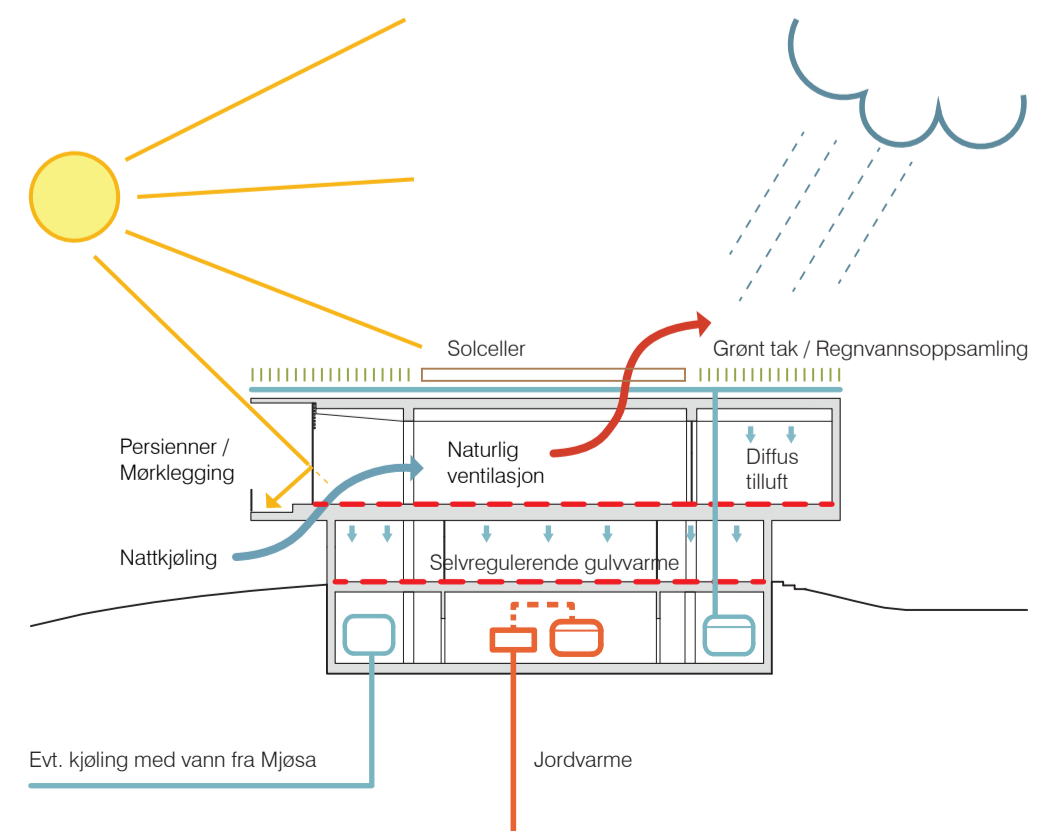 Solceller
Grønt tak / Regnvannsoppsamling
Persienner /
Mørklegging
Naturlig
ventilasjon
Diffus
tilluft
Nattkjøling
Selvregulerende gulvvarme
Evt. kjøling med vann fra Mjøsa
Jordvarme